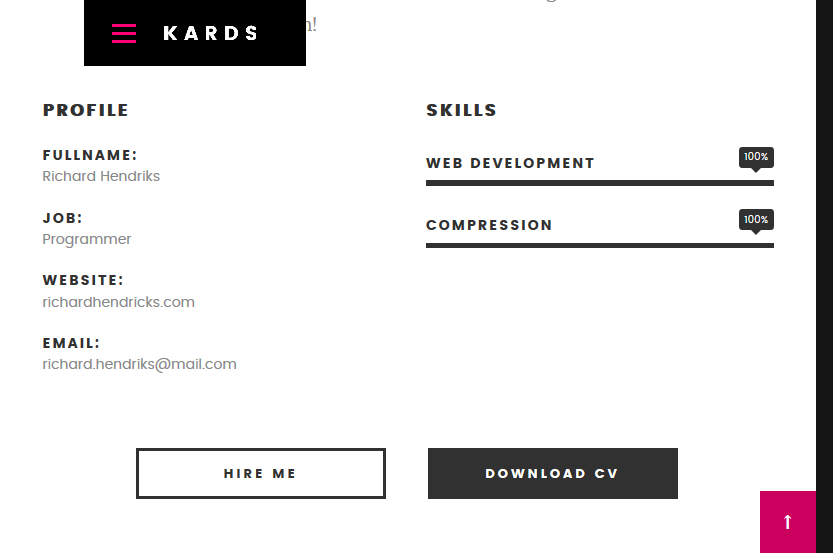 KARDS
PROFILE
FULLNAME:
Richard Hendriks
JOB:
Programmer
WEBSITE:
richardhendricks.com
EMAIL:
richard.hendriks@mail.com
SKILLS
WEB DEVELOPMENT
100%
COMPRESSION
100%
HIRE ME
DOWNLOAD CV